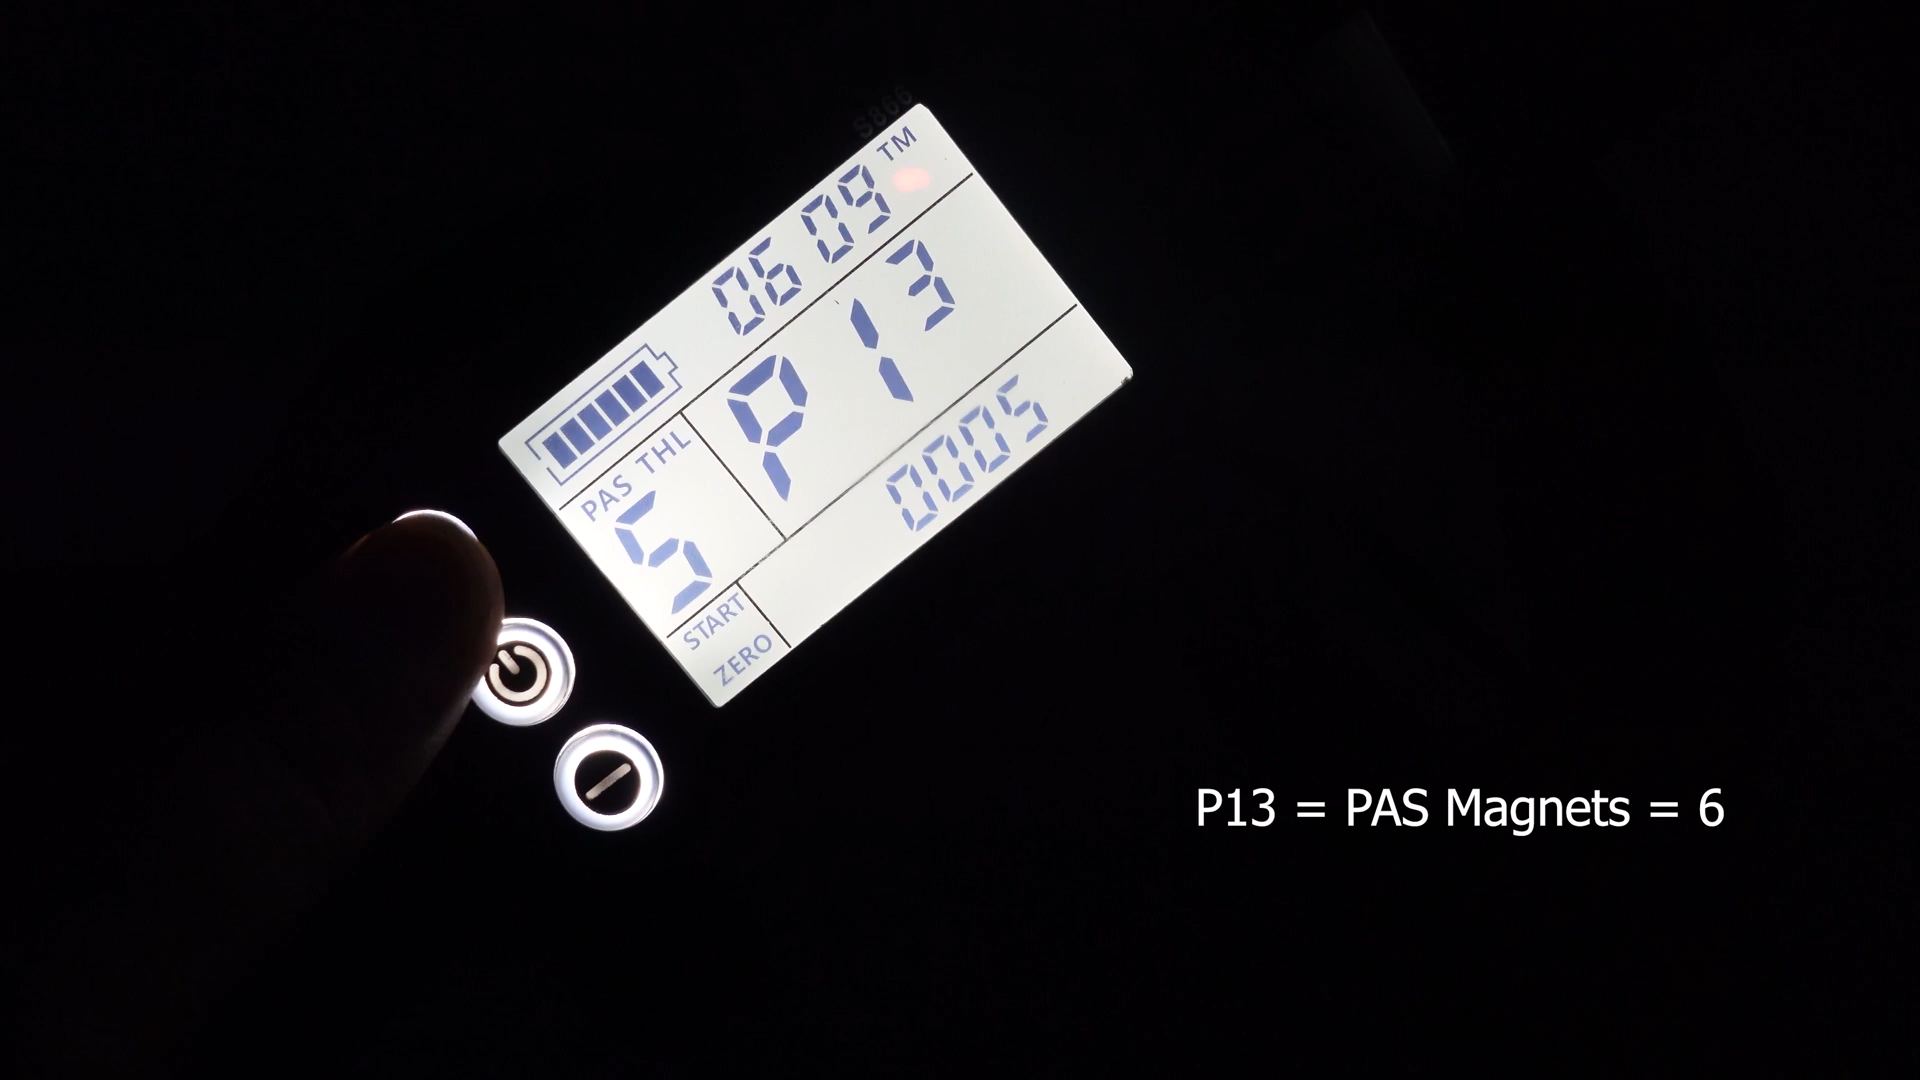 S866
TM
06 09
P13
PAS THL
5
0005
START
ZERO
P13 = PAS Magnets = 6